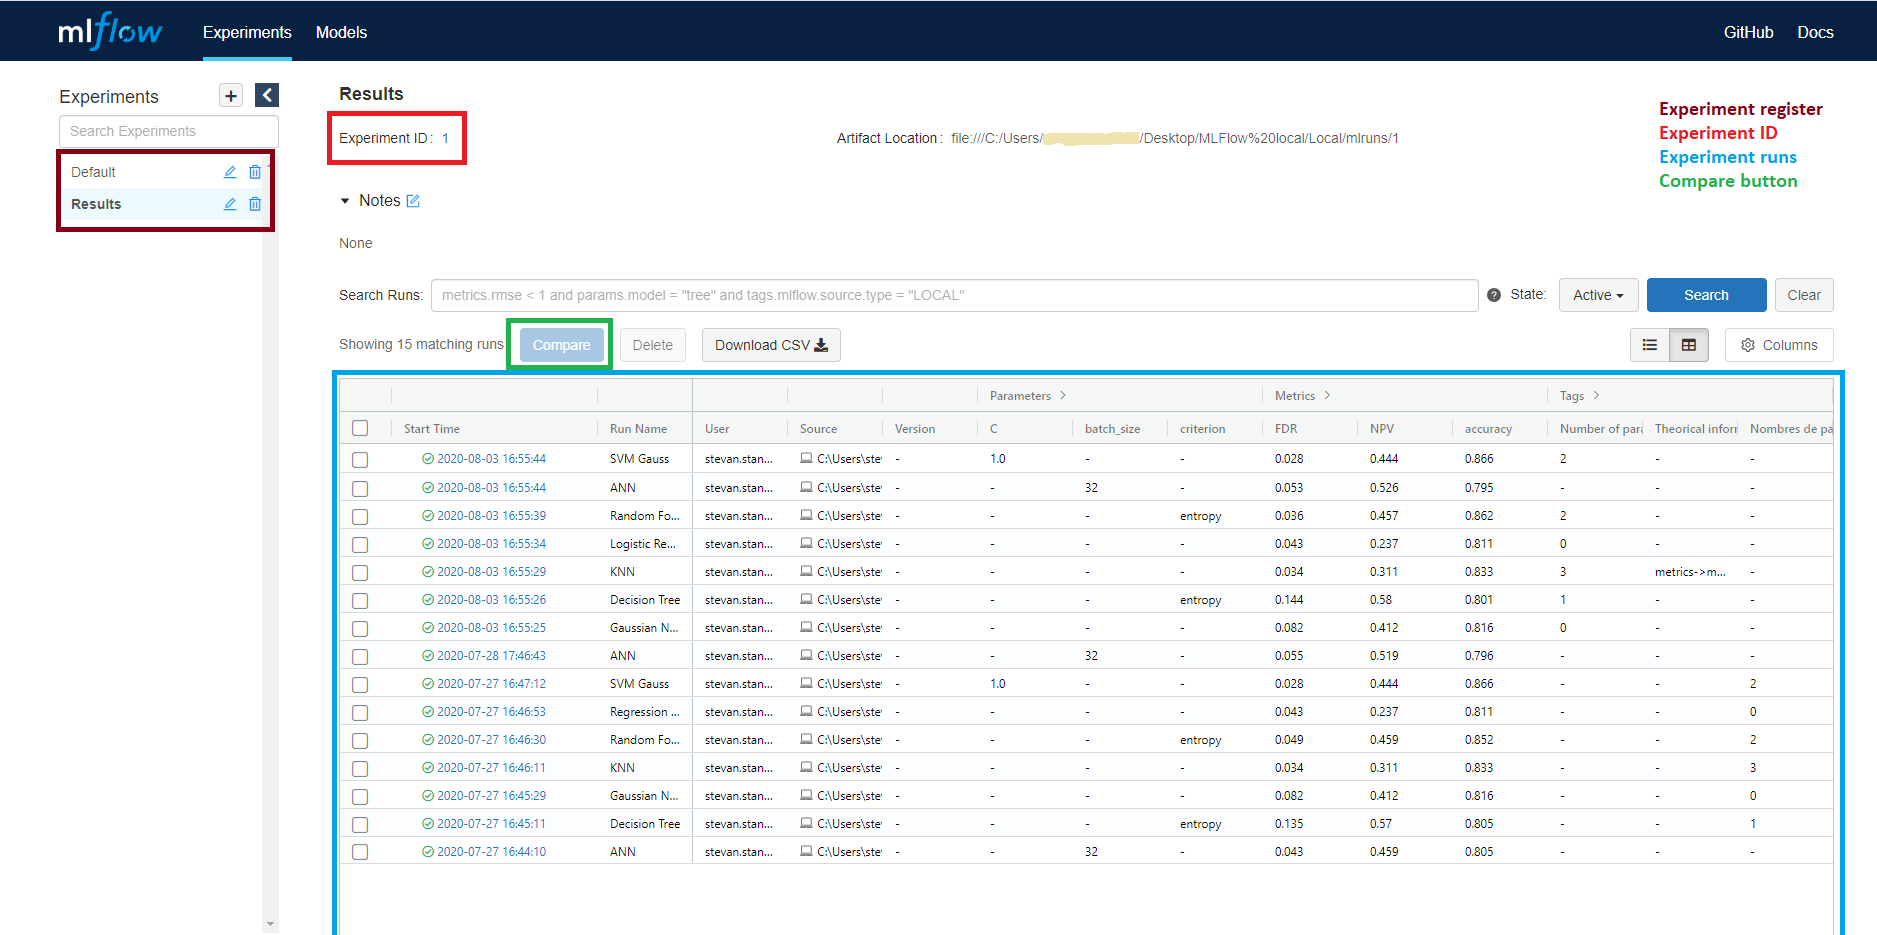 mlflow Experiments Models GitHub Docs
Experiments +
Search Experiments
Default
Results
Results
Experiment ID: 1
Artifact Location: file:///C:/Users/ /Desktop/MLFlow%20local/Local/mlruns/1
Experiment register
Experiment ID
Experiment runs
Compare button
Notes
None
Search Runs: metrics.rmse < 1 and params.model = "tree" and tags.mlflow.source.type = "LOCAL" ? State: Active Search Clear
Showing 15 matching runs Compare Delete Download CSV Columns
Parameters > Metrics > Tags >
Start Time Run Name User Source Version C batch_size criterion FDR NPV accuracy Number of para Theorical inforr Nombres de pa
2020-08-03 16:55:44 SVM Gauss stevan.stan... C:\Users\ste - 1.0 - - 0.028 0.444 0.866 2 - -
2020-08-03 16:55:44 ANN stevan.stan... C:\Users\ste - - 32 - 0.053 0.526 0.795 - - -
2020-08-03 16:55:39 Random Fo... stevan.stan... C:\Users\ste - - - entropy 0.036 0.457 0.862 2 - -
2020-08-03 16:55:34 Logistic Re... stevan.stan... C:\Users\ste - - - - 0.043 0.237 0.811 0 - -
2020-08-03 16:55:29 KNN stevan.stan... C:\Users\ste - - - - 0.034 0.311 0.833 3 metrics->m... -
2020-08-03 16:55:26 Decision Tree stevan.stan... C:\Users\ste - - - entropy 0.144 0.58 0.801 1 - -
2020-08-03 16:55:25 Gaussian N... stevan.stan... C:\Users\ste - - - - 0.082 0.412 0.816 0 - -
2020-07-28 17:46:43 ANN stevan.stan... C:\Users\ste - - 32 - 0.055 0.519 0.796 - - -
2020-07-27 16:47:12 SVM Gauss stevan.stan... C:\Users\ste - 1.0 - - 0.028 0.444 0.866 - - 2
2020-07-27 16:46:53 Regression ... stevan.stan... C:\Users\ste - - - - 0.043 0.237 0.811 - - 0
2020-07-27 16:46:30 Random Fo... stevan.stan... C:\Users\ste - - - entropy 0.049 0.459 0.852 - - 2
2020-07-27 16:46:11 KNN stevan.stan... C:\Users\ste - - - - 0.034 0.311 0.833 - - 3
2020-07-27 16:45:29 Gaussian N... stevan.stan... C:\Users\ste - - - - 0.082 0.412 0.816 - - 0
2020-07-27 16:45:11 Decision Tree stevan.stan... C:\Users\ste - - - entropy 0.135 0.57 0.805 - - 1
2020-07-27 16:44:10 ANN stevan.stan... C:\Users\ste - - 32 - 0.043 0.459 0.805 - - -